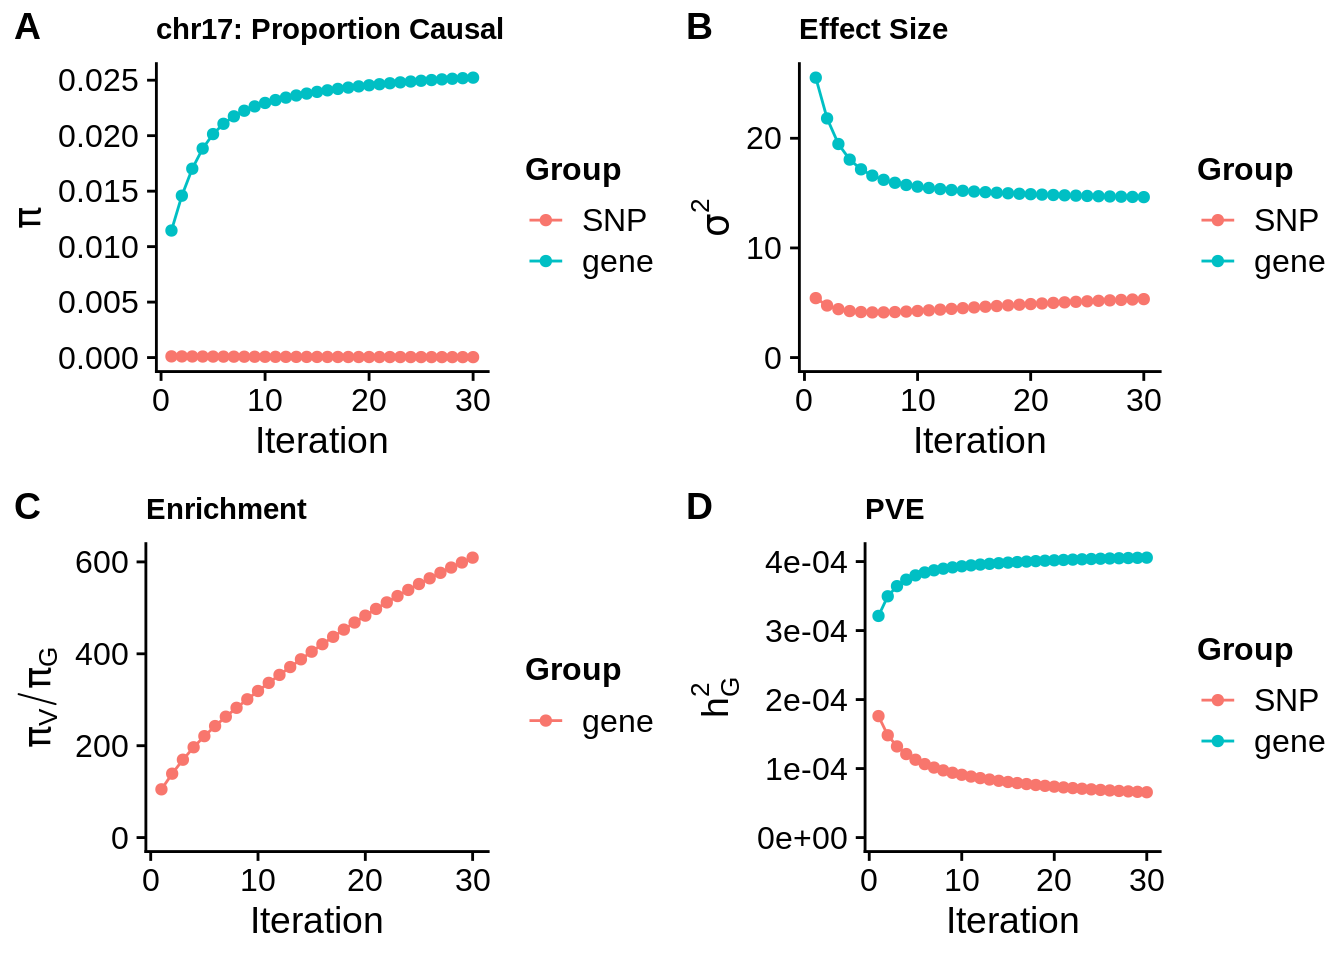 A
chr17: Proportion Causal
0.025
0.020
0.015
0.010
0.005
0.000
π
0
10
20
30
Iteration
Group
SNP
gene
B
Effect Size
20
10
0
σ²
0
10
20
30
Iteration
Group
SNP
gene
C
Enrichment
600
400
200
0
πV/πG
0
10
20
30
Iteration
Group
gene
D
PVE
4e-04
3e-04
2e-04
1e-04
0e+00
h²G
0
10
20
30
Iteration
Group
SNP
gene